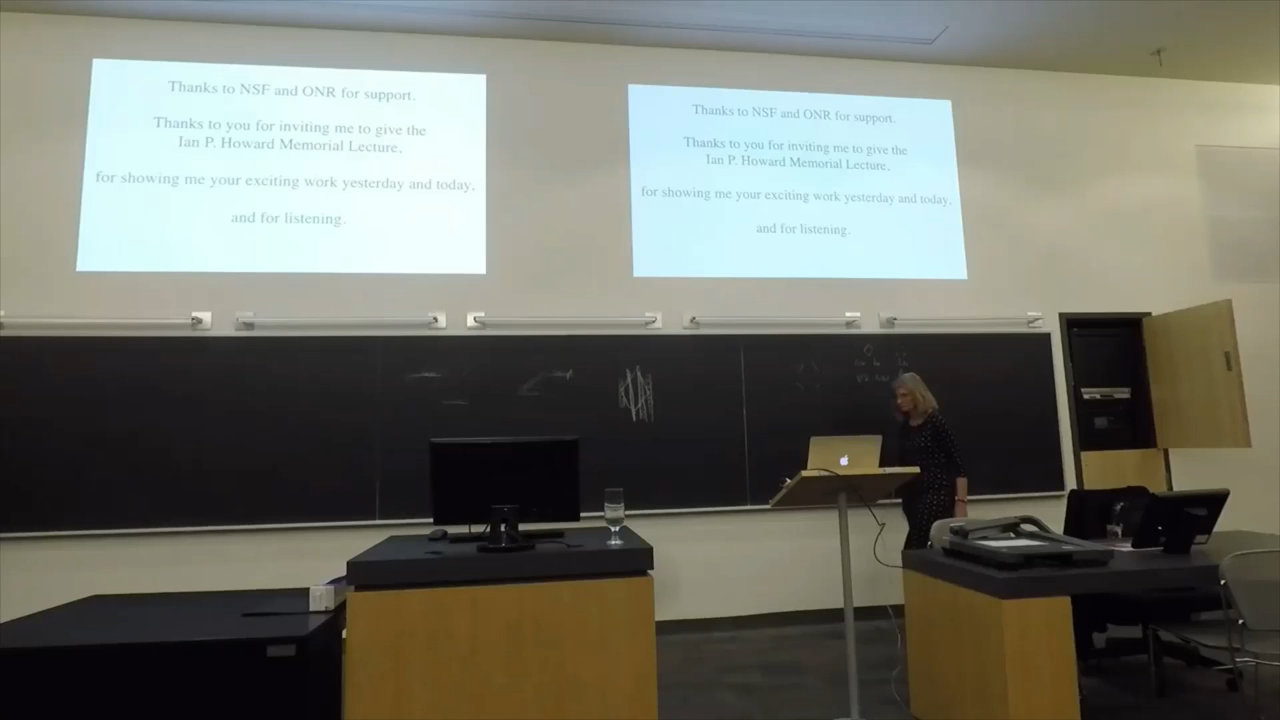 Thanks to NSF and ONR for support.
Thanks to you for inviting me to give the
Ian P. Howard Memorial Lecture,
for showing me your exciting work yesterday and today,
and for listening.
Thanks to NSF and ONR for support.
Thanks to you for inviting me to give the
Ian P. Howard Memorial Lecture,
for showing me your exciting work yesterday and today,
and for listening.